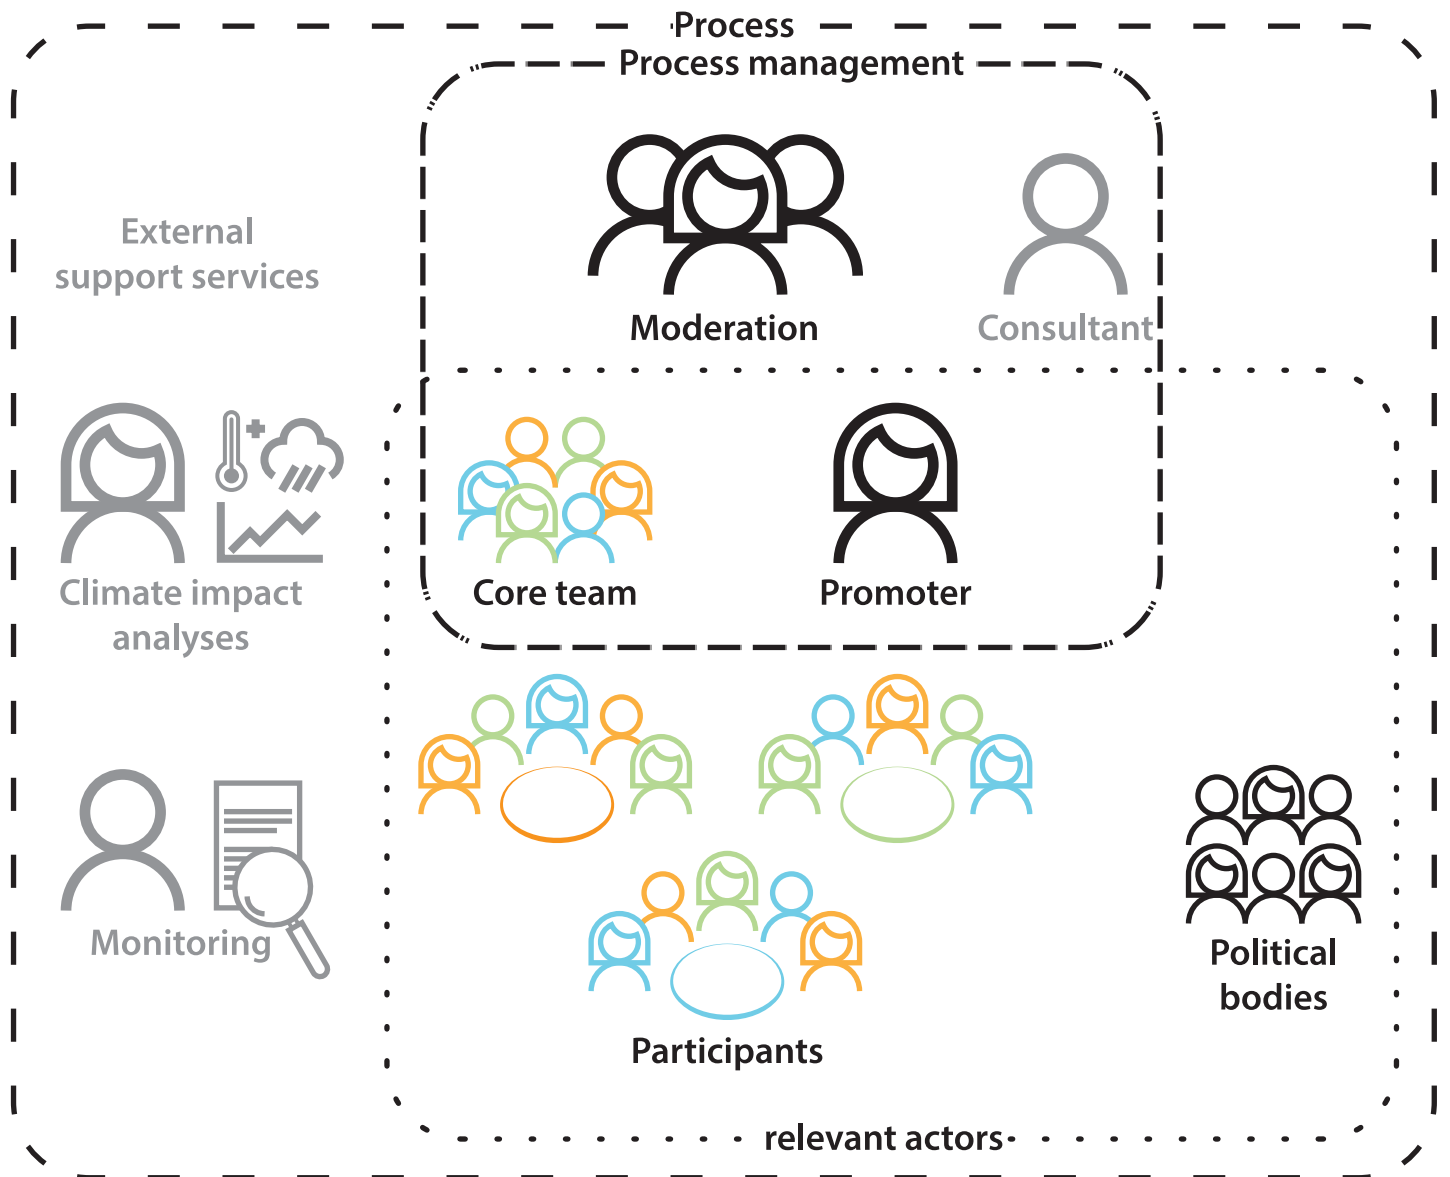 Process
Process management
External
support services
Moderation
Consultant
Core team
Promoter
Climate impact
analyses
Monitoring
Political
bodies
Participants
relevant actors